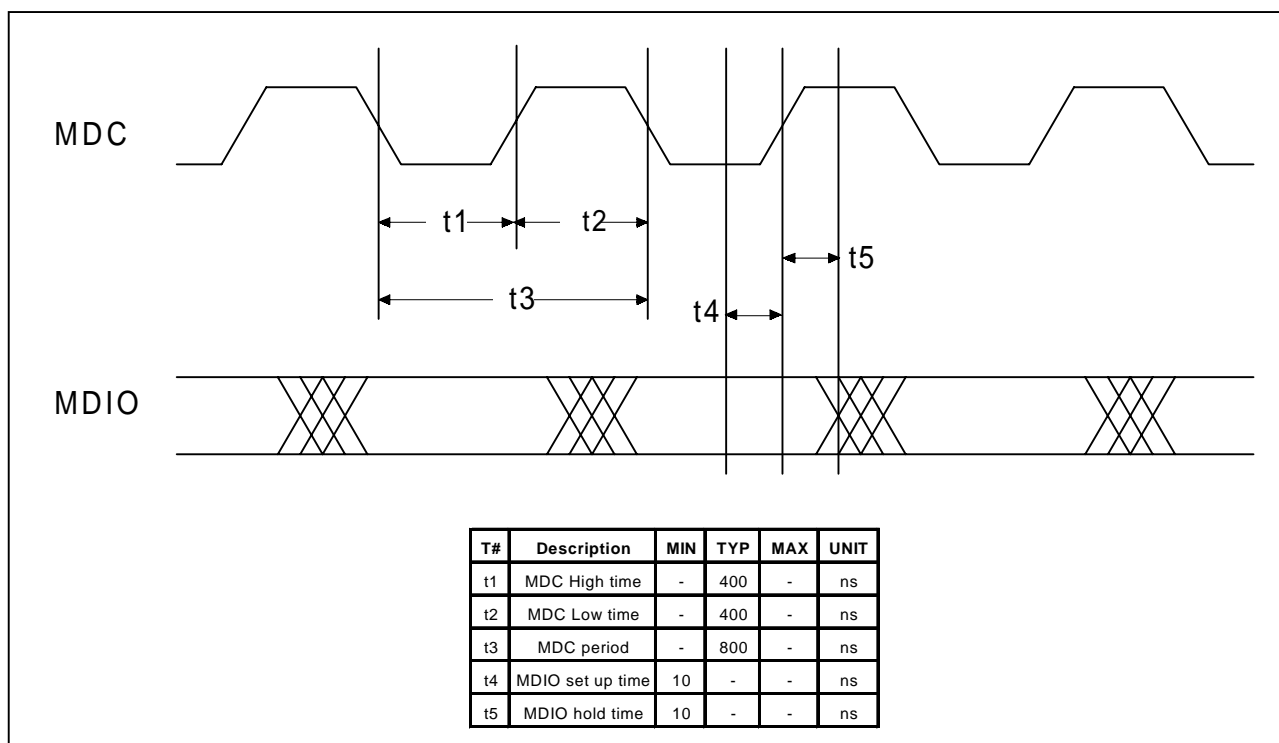 MDC
t1 t2
t5
t3
t4
MDIO
T# Description MIN TYP MAX UNIT
t1 MDC High time - 400 - ns
t2 MDC Low time - 400 - ns
t3 MDC period - 800 - ns
t4 MDIO set up time 10 - - ns
t5 MDIO hold time 10 - - ns